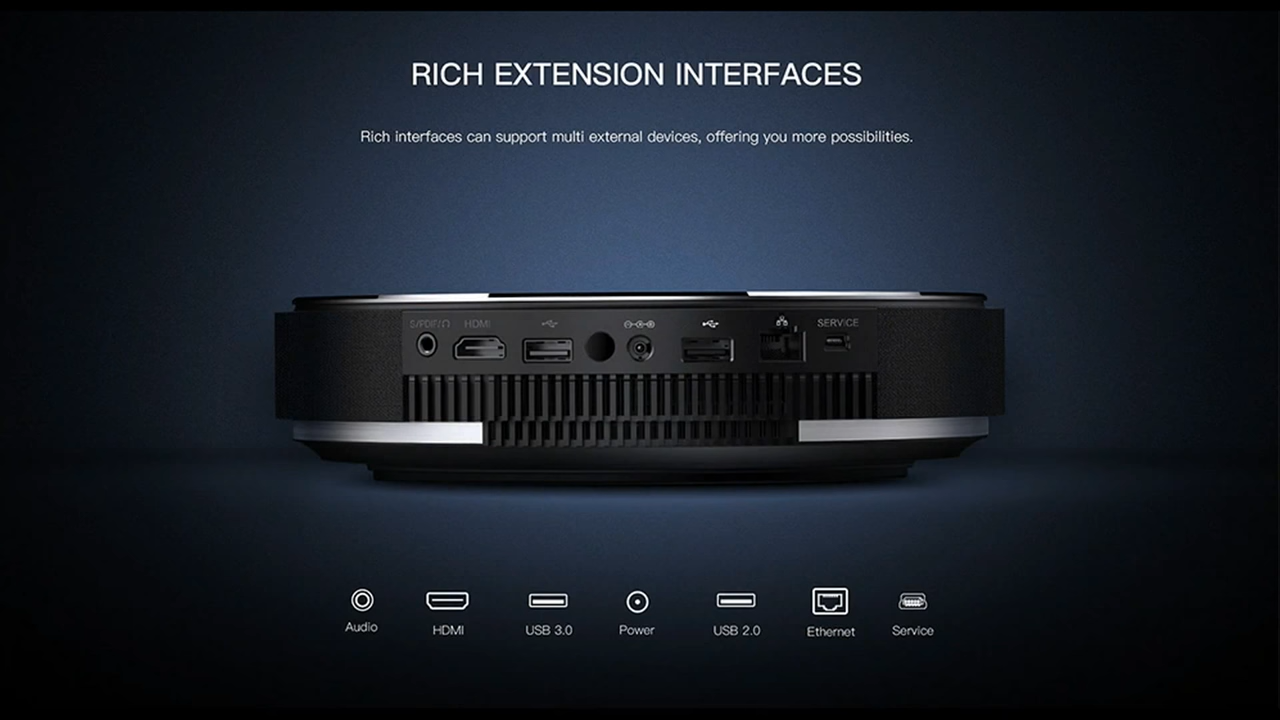 RICH EXTENSION INTERFACES
Rich interfaces can support multi external devices, offering you more possibilities.
S/PDIF/ HDMI SERVICE
Audio HDMI USB 3.0 Power USB 2.0 Ethernet Service